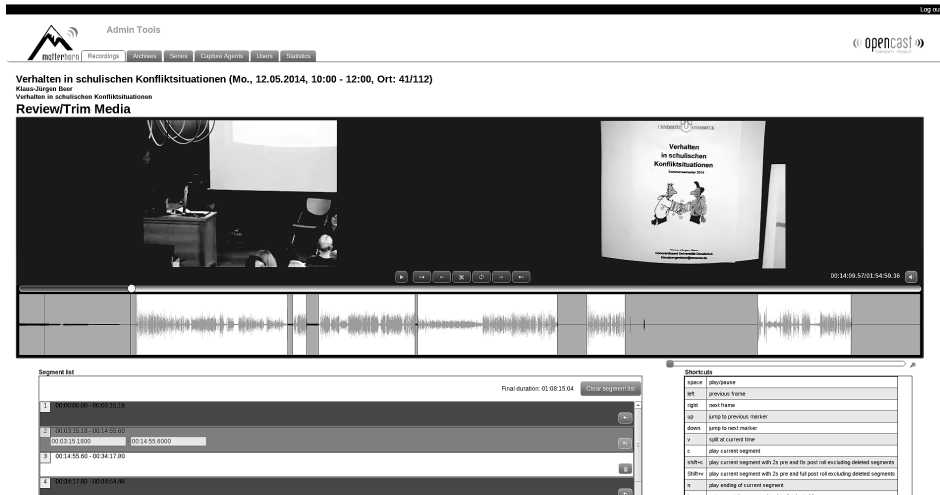 Log ou
Admin Tools
matterhorn
Recordings
Archives
Series
Capture Agents
Users
Statistics
opencast
Verhalten in schulischen Konfliktsituationen (Mo., 12.05.2014, 10:00 - 12:00, Ort: 41/112)
Klaus-Jürgen Beer
Verhalten in schulischen Konfliktsituationen
Review/Trim Media
UNIVERSITÄT OSNABRÜCK
Verhalten
in schulischen
Konfliktsituationen
Sommersemester 2014
00:14:09.57/01:54:59.36
Segment list
Final duration: 01:08:15.04
Clear segment list
1
00:00:00.00 - 00:03:15.18
2
00:03:15.18 - 00:14:55.60
00:03:15.1800
-
00:14:55.6000
3
00:14:55.60 - 00:34:17.80
4
00:34:17.80 - 00:34:54.48
Shortcuts
space play/pause
left previous frame
right next frame
up jump to previous marker
down jump to next marker
v split at current time
c play current segment
shift+c play current segment with 2s pre and 0s post roll excluding deleted segments
Shift+v play current segment with 2s pre and full post roll excluding deleted segments
n play ending of current segment